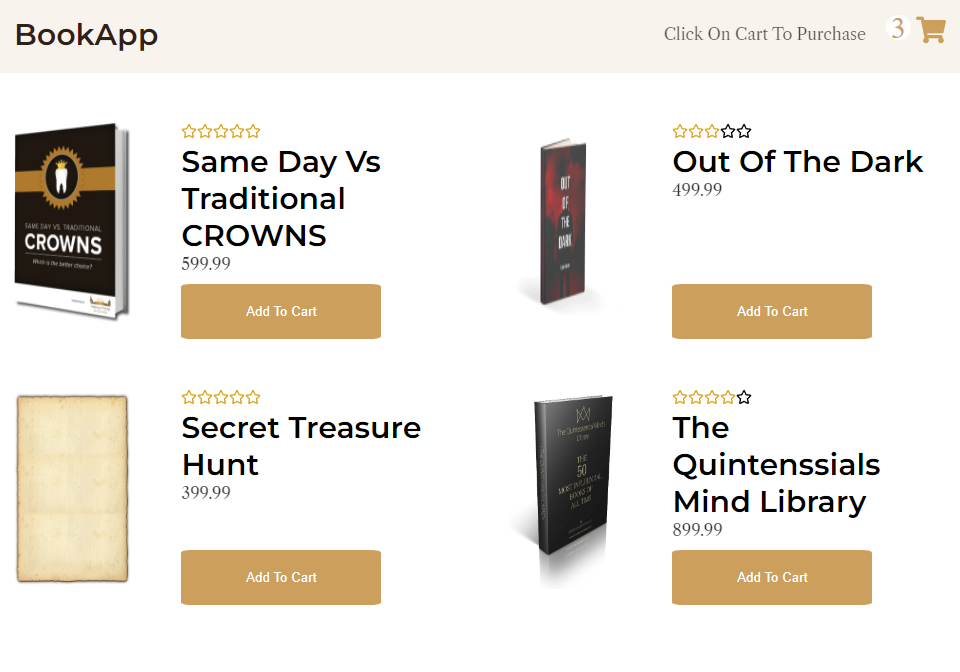 BookApp
Click On Cart To Purchase
3
SAME DAY VS. TRADITIONAL
CROWNS
Which is the better choice?
Same Day Vs
Traditional
CROWNS
599.99
Add To Cart
OUT
OF
THE
DARK
Out Of The Dark
499.99
Add To Cart
Secret Treasure
Hunt
399.99
Add To Cart
The Quintessential Minds
Library
THE
50
MOST INFLUENTIAL
BOOKS OF
ALL TIME
The
Quintenssials
Mind Library
899.99
Add To Cart